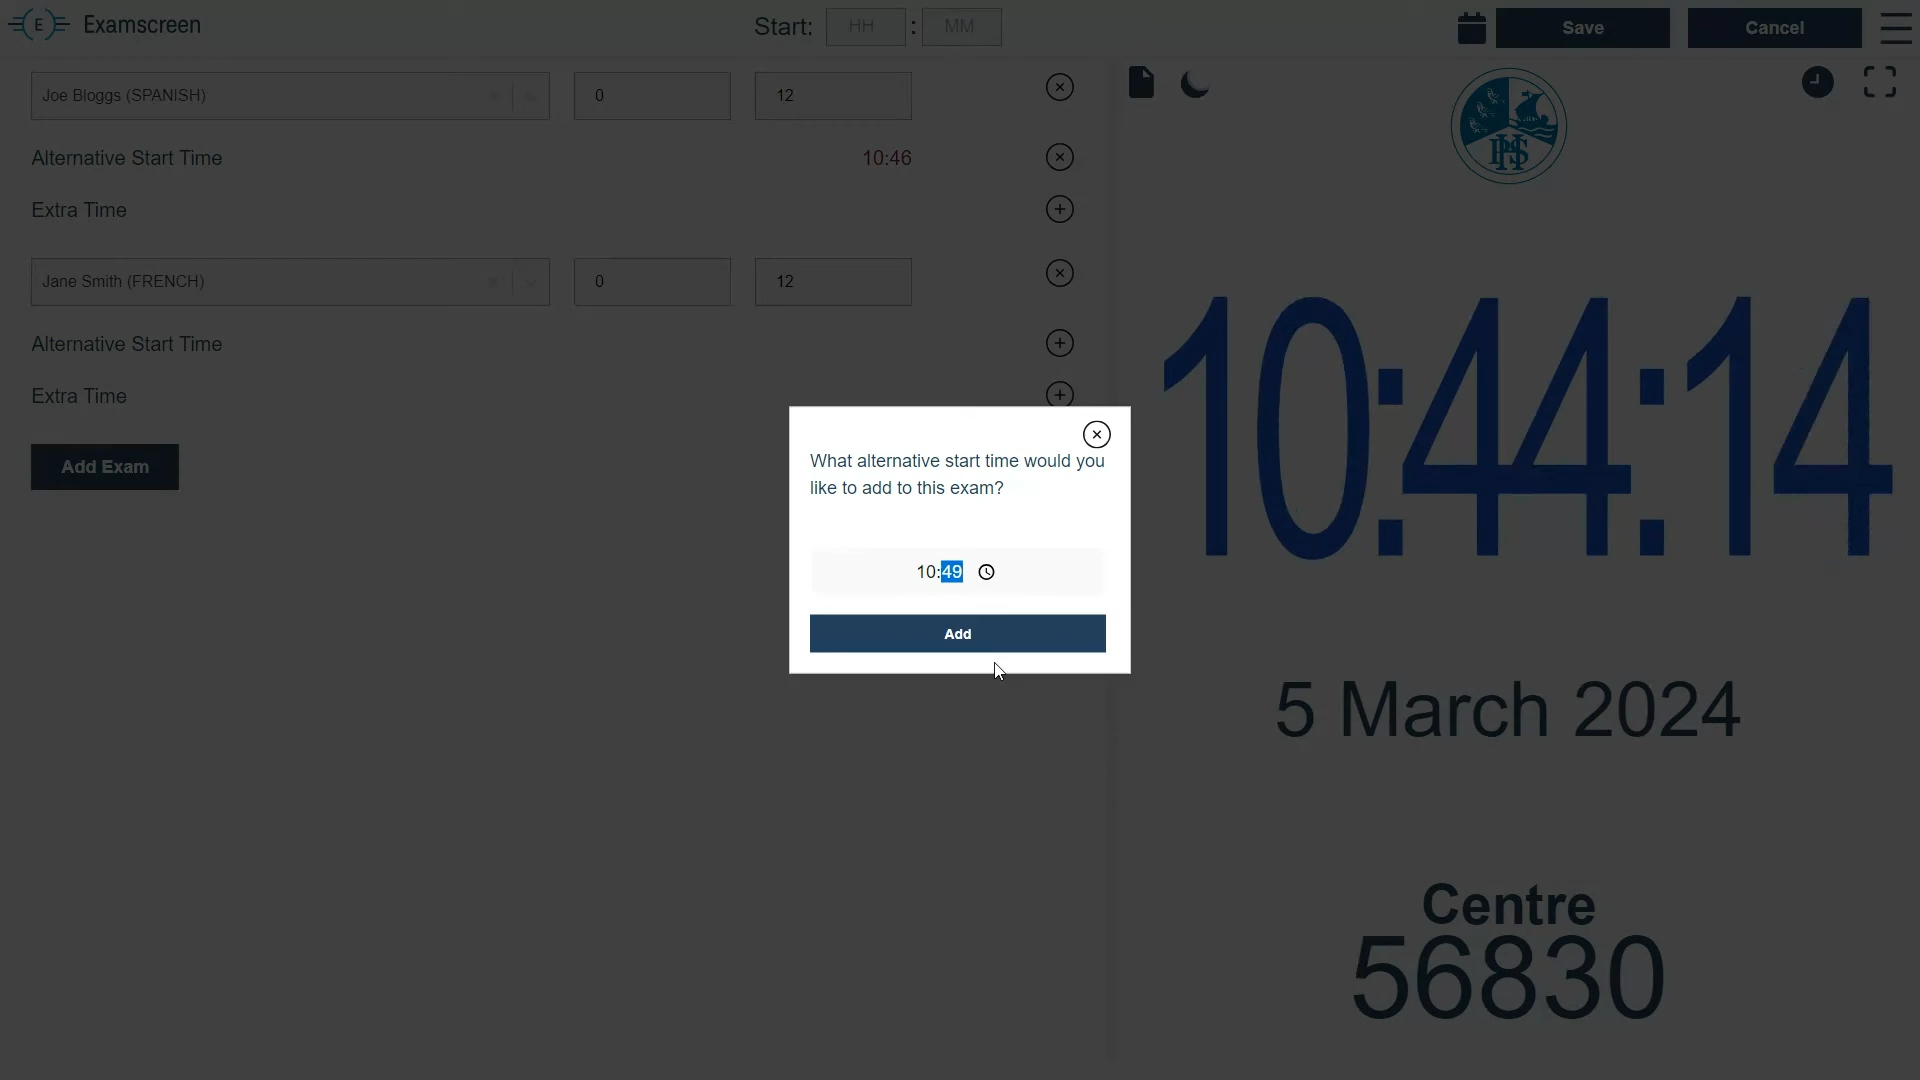 E Examscreen
Start: HH : MM
Save
Cancel
Joe Bloggs (SPANISH) 0 12
Alternative Start Time 10:46
Extra Time
Jane Smith (FRENCH) 0 12
Alternative Start Time
Extra Time
Add Exam
What alternative start time would you
like to add to this exam?
10:49
Add
PHS
10:44:14
5 March 2024
Centre
56830